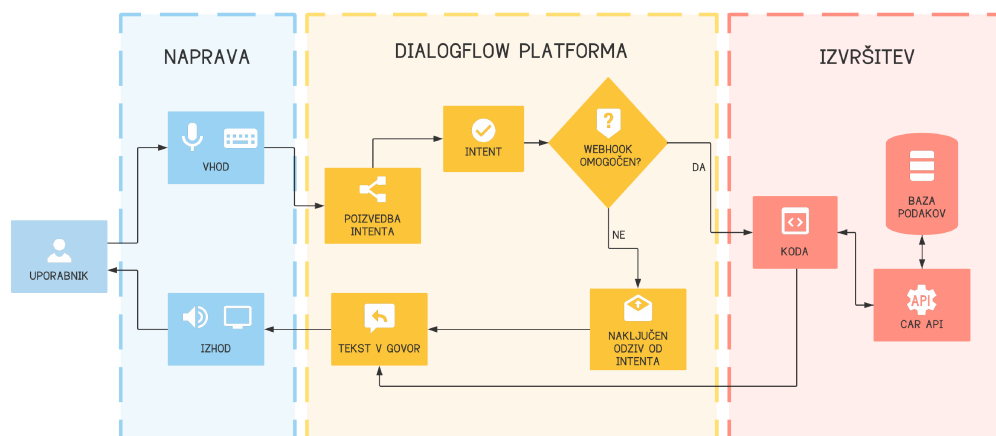 NAPRAVA
DIALOGFLOW PLATFORMA
IZVRŠITEV
VHOD
INTENT
?
WEBHOOK
OMOGOČEN?
DA
POIZVEDBA
INTENTA
BAZA
PODAKOV
NE
KODA
UPORABNIK
IZHOD
TEKST V GOVOR
NAKLJUČEN
ODZIV OD
INTENTA
API
CAR API